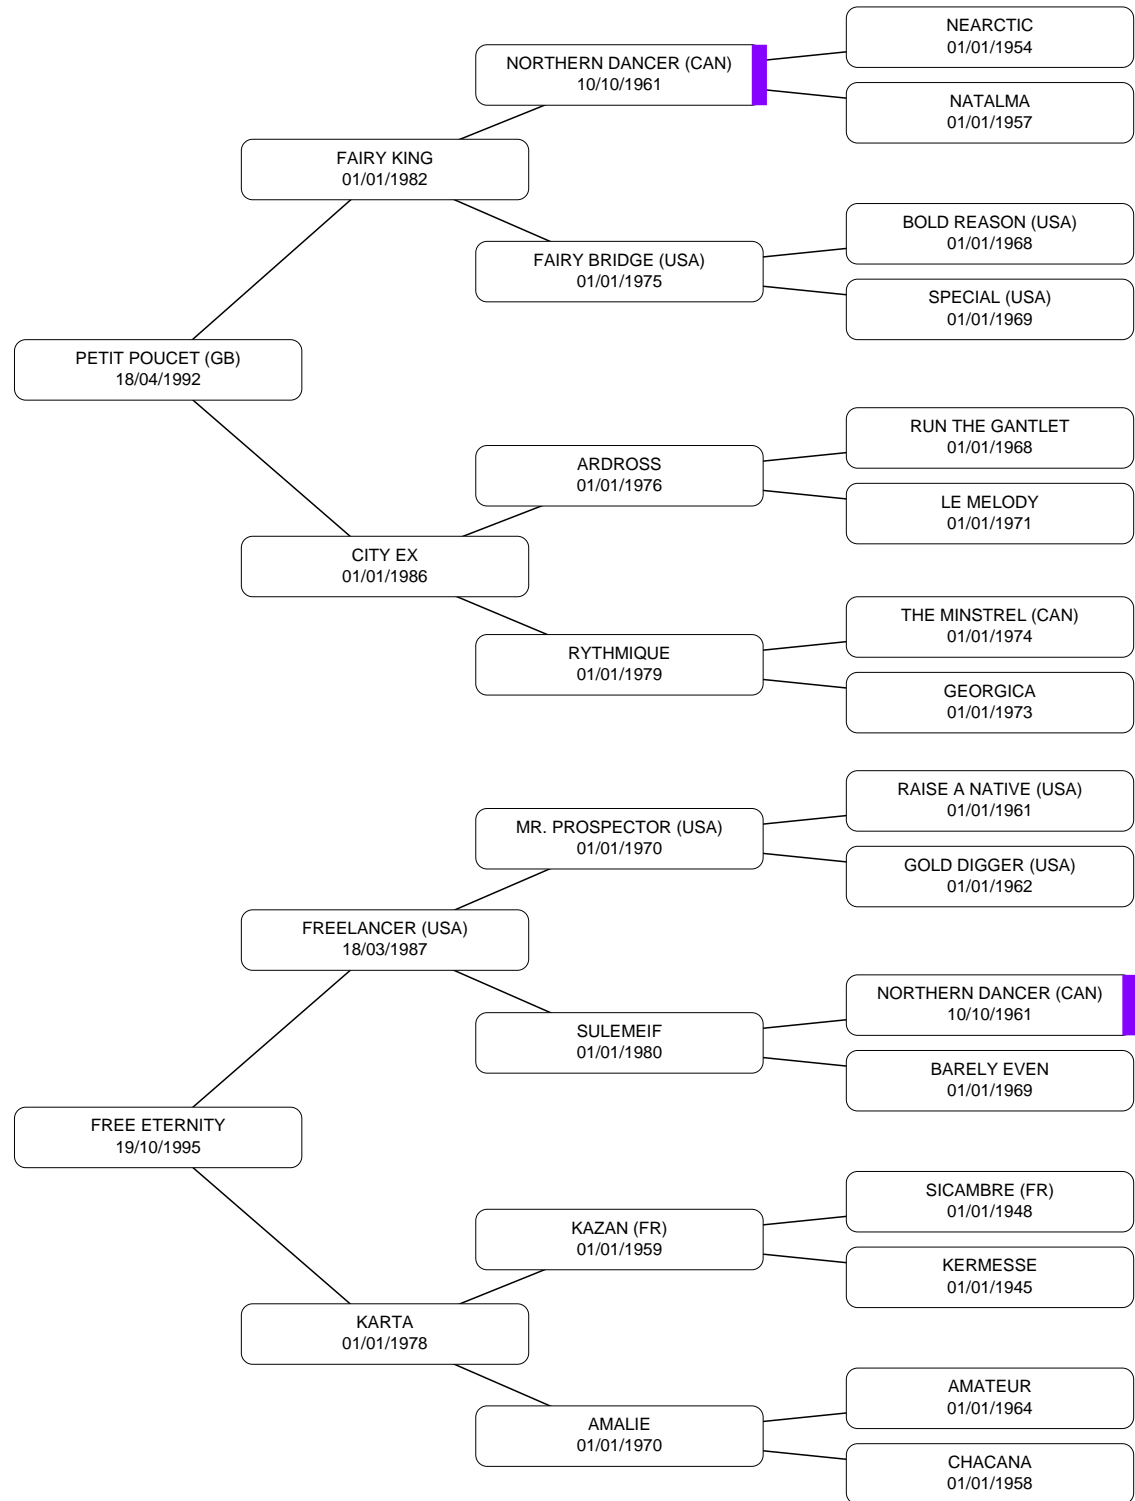 NEARCTIC
01/01/1954
NORTHERN DANCER (CAN)
10/10/1961
NATALMA
01/01/1957
FAIRY KING
01/01/1982
BOLD REASON (USA)
01/01/1968
FAIRY BRIDGE (USA)
01/01/1975
SPECIAL (USA)
01/01/1969
PETIT POUCET (GB)
18/04/1992
RUN THE GANTLET
01/01/1968
ARDROSS
01/01/1976
LE MELODY
01/01/1971
CITY EX
01/01/1986
THE MINSTREL (CAN)
01/01/1974
RYTHMIQUE
01/01/1979
GEORGICA
01/01/1973
RAISE A NATIVE (USA)
01/01/1961
MR. PROSPECTOR (USA)
01/01/1970
GOLD DIGGER (USA)
01/01/1962
FREELANCER (USA)
18/03/1987
NORTHERN DANCER (CAN)
10/10/1961
SULEMEIF
01/01/1980
BARELY EVEN
01/01/1969
FREE ETERNITY
19/10/1995
SICAMBRE (FR)
01/01/1948
KAZAN (FR)
01/01/1959
KERMESSE
01/01/1945
KARTA
01/01/1978
AMATEUR
01/01/1964
AMALIE
01/01/1970
CHACANA
01/01/1958